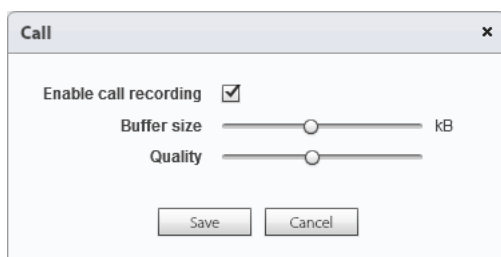 Call
Enable call recording
Buffer size kB
Quality
Save Cancel